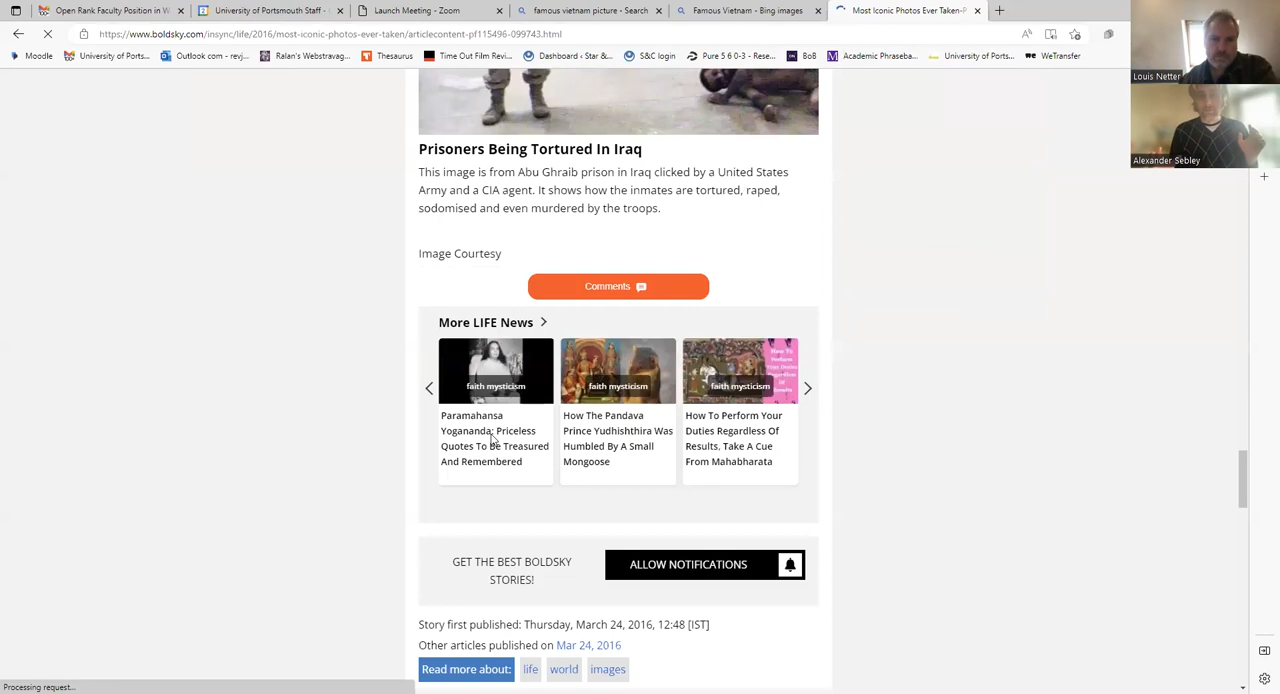 Open Rank Faculty Position in W
University of Portsmouth Staff -
Launch Meeting - Zoom
famous vietnam picture - Search
Famous Vietnam - Bing images
Most Iconic Photos Ever Taken-P
https://www.boldsky.com/insync/life/2016/most-iconic-photos-ever-taken/articlecontent-pf115496-099743.html
Moodle
University of Ports...
Outlook.com - revj...
Ralan's Webstravag...
Thesaurus
Time Out Film Revi...
Dashboard ‹ Star &...
S&C login
Pure 5 6 0-3 - Rese...
BoB
Academic Phraseba...
University of Ports...
WeTransfer
Louis Netter
Alexander Sebley
Prisoners Being Tortured In Iraq
This image is from Abu Ghraib prison in Iraq clicked by a United States
Army and a CIA agent. It shows how the inmates are tortured, raped,
sodomised and even murdered by the troops.
Image Courtesy
Comments
More LIFE News
faith mysticism
Paramahansa
Yogananda: Priceless
Quotes To Be Treasured
And Remembered
faith mysticism
How The Pandava
Prince Yudhishthira Was
Humbled By A Small
Mongoose
How To
Perform Your
Duties
faith mysticism
How To Perform Your
Duties Regardless Of
Results, Take A Cue
From Mahabharata
GET THE BEST BOLDSKY
STORIES!
ALLOW NOTIFICATIONS
Story first published: Thursday, March 24, 2016, 12:48 [IST]
Other articles published on Mar 24, 2016
Read more about: life world images
Processing request...